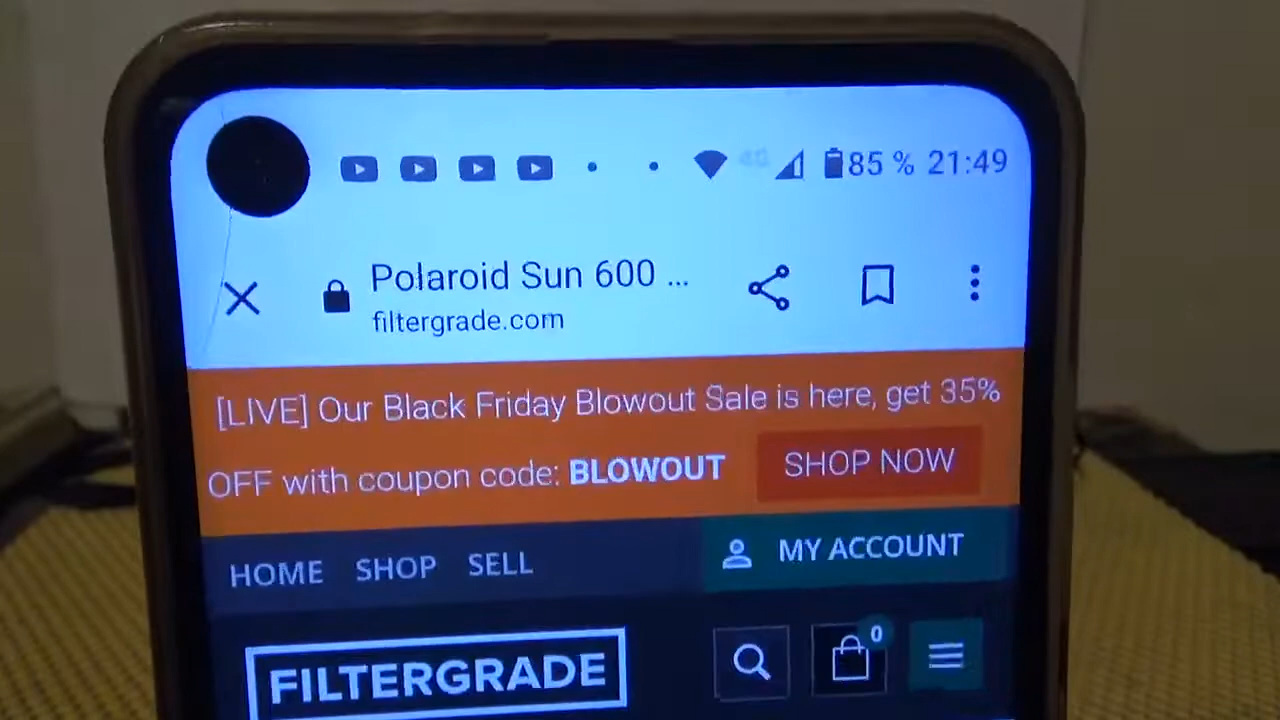 4G 85 % 21:49
Polaroid Sun 600 ...
filtergrade.com
[LIVE] Our Black Friday Blowout Sale is here, get 35%
OFF with coupon code: BLOWOUT SHOP NOW
HOME SHOP SELL MY ACCOUNT
FILTERGRADE 0